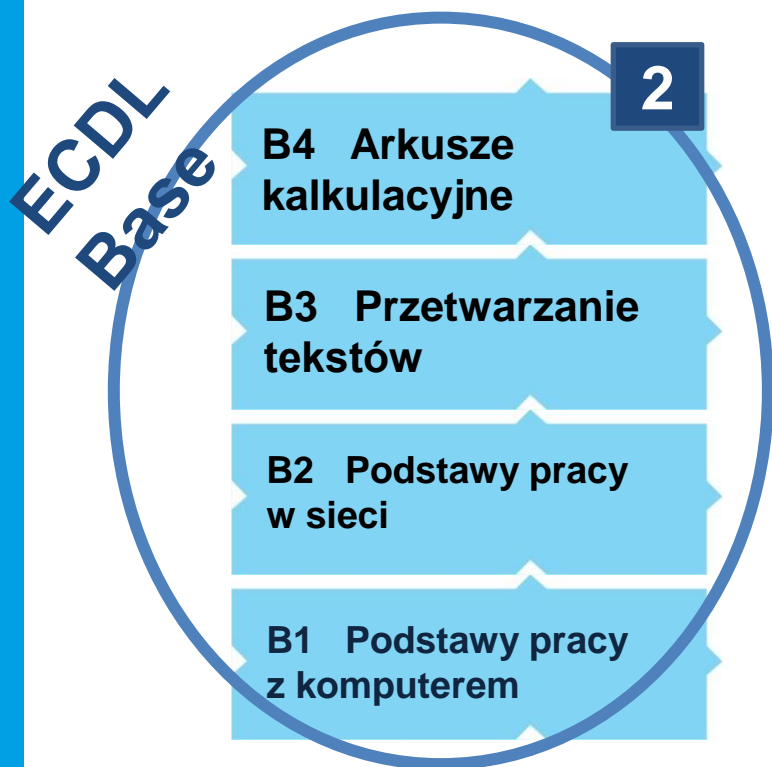 ECDL
Base
2
B4 Arkusze
kalkulacyjne
B3 Przetwarzanie
tekstów
B2 Podstawy pracy
w sieci
B1 Podstawy pracy
z komputerem